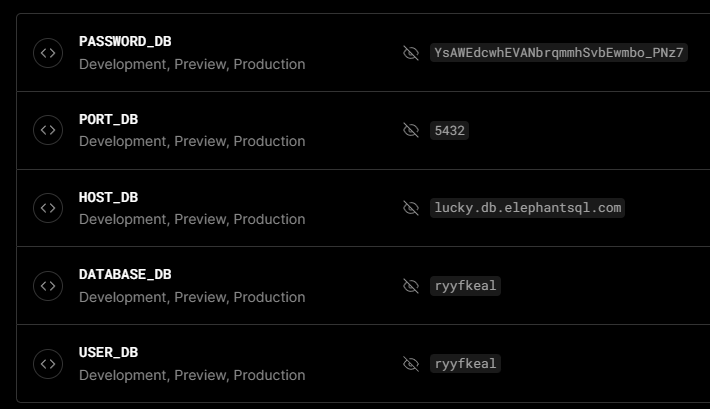 PASSWORD_DB
Development, Preview, Production
YsAWEdcwhEVANbrqmmhSvbEwmbo_PNz7
PORT_DB
Development, Preview, Production
5432
HOST_DB
Development, Preview, Production
lucky.db.elephantsql.com
DATABASE_DB
Development, Preview, Production
ryyfkeal
USER_DB
Development, Preview, Production
ryyfkeal